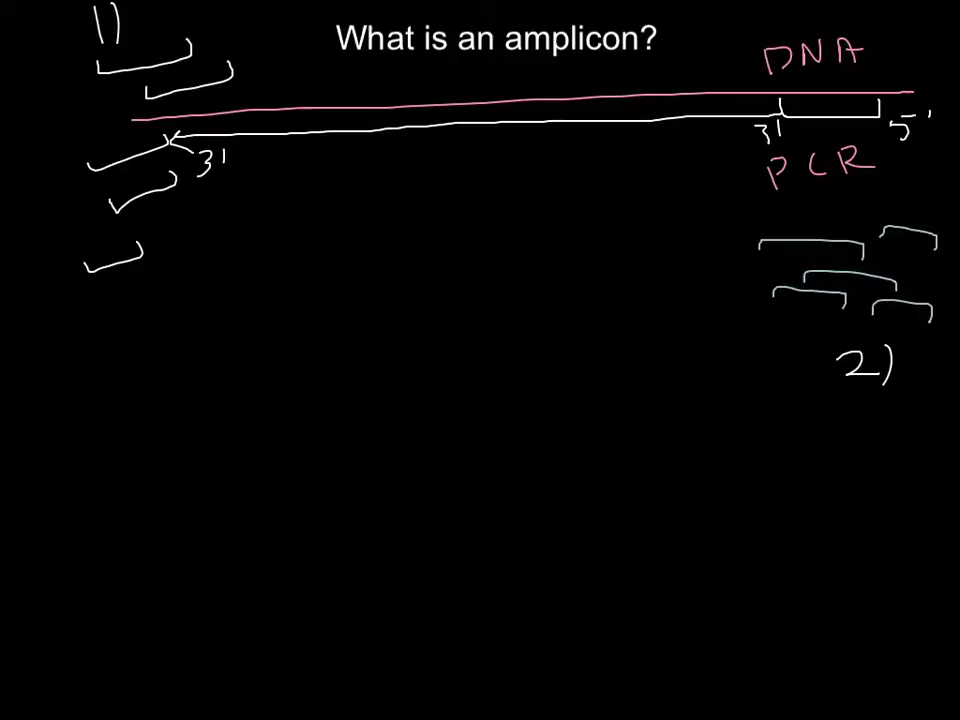 1)
What is an amplicon?
DNA
3'
3'
5'
PCR
2)